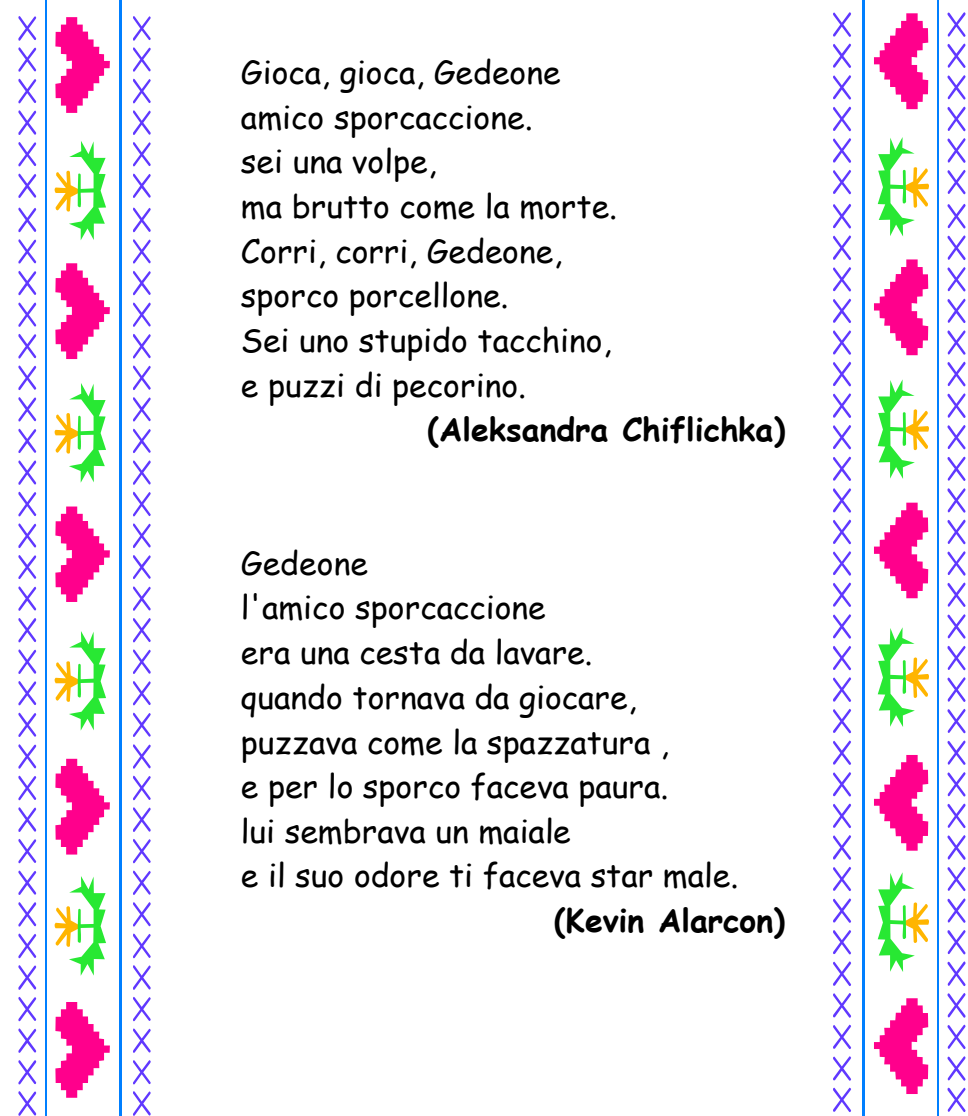 Gioca, gioca, Gedeone
amico sporcaccione.
sei una volpe,
ma brutto come la morte.
Corri, corri, Gedeone,
sporco porcellone.
Sei uno stupido tacchino,
e puzzi di pecorino.
(Aleksandra Chiflichka)
Gedeone
l'amico sporcaccione
era una cesta da lavare.
quando tornava da giocare,
puzzava come la spazzatura ,
e per lo sporco faceva paura.
lui sembrava un maiale
e il suo odore ti faceva star male.
(Kevin Alarcon)